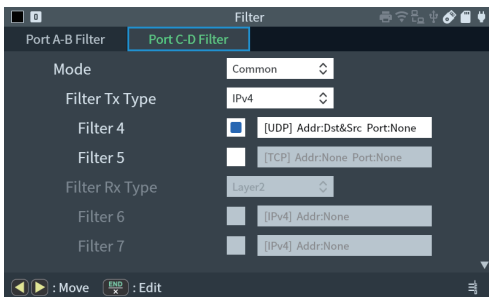 0 Filter
Port A-B Filter Port C-D Filter
Mode Common
Filter Tx Type IPv4
Filter 4 [UDP] Addr:Dst&Src Port:None
Filter 5 [TCP] Addr:None Port:None
Filter Rx Type Layer2
Filter 6 [IPv4] Addr:None
Filter 7 [IPv4] Addr:None
: Move END × : Edit